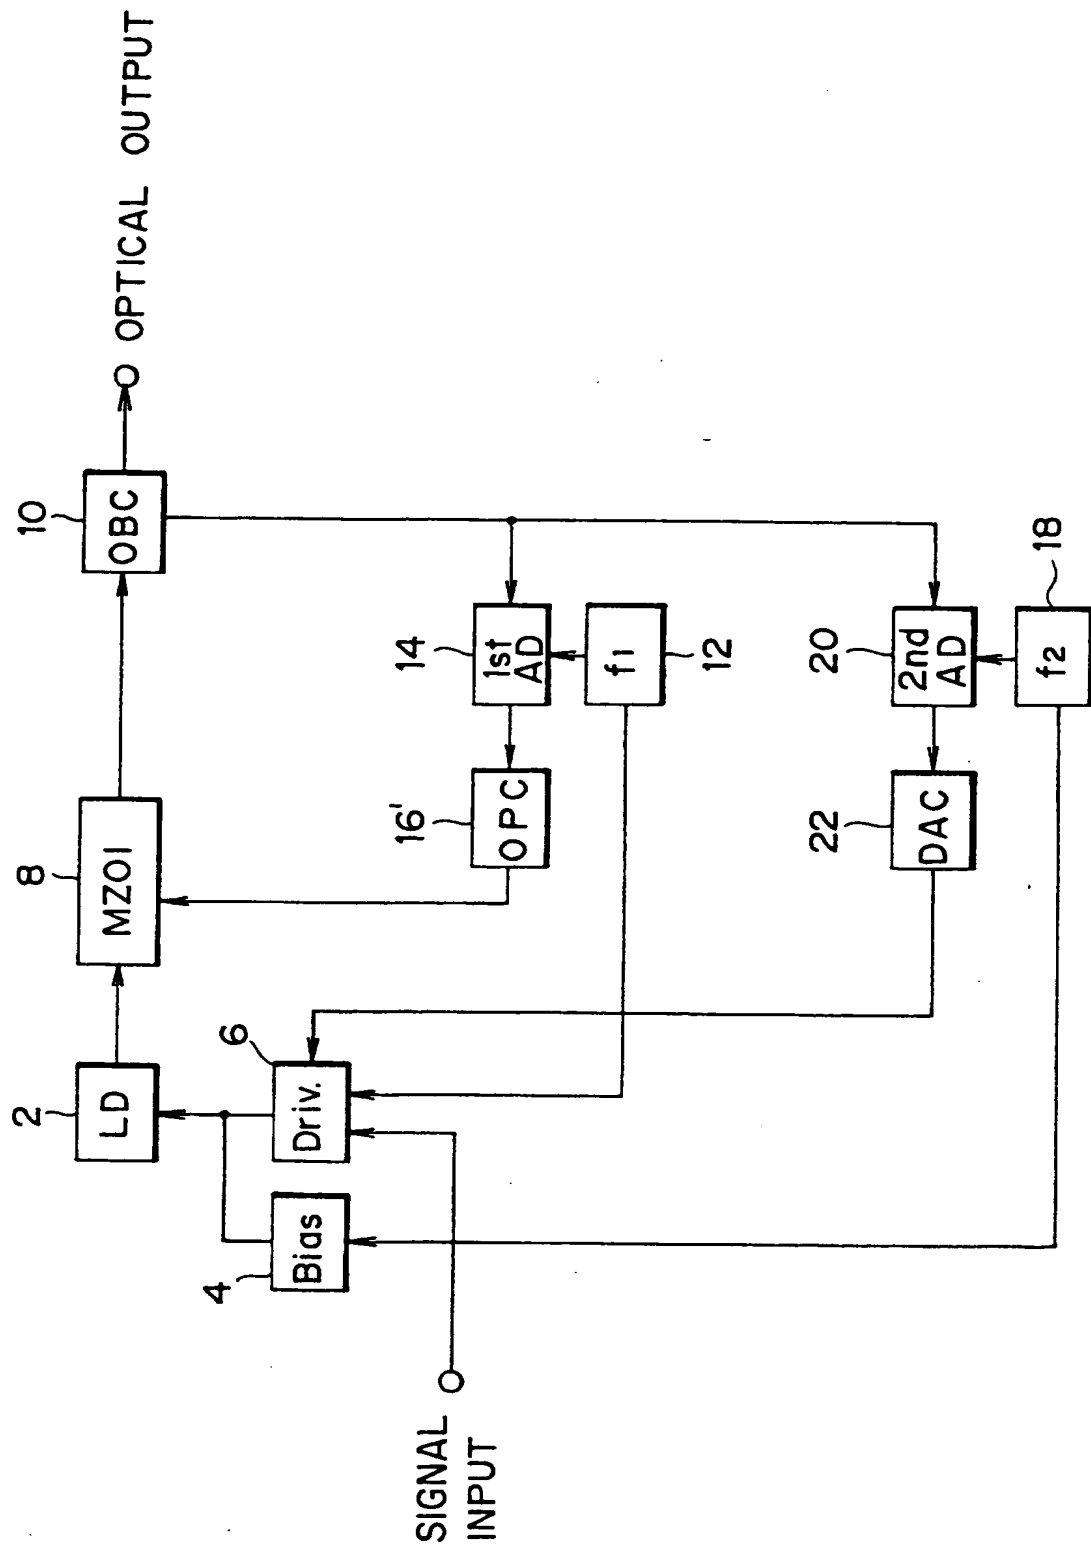 2
LD
8
MZOI
10
OBC
OPTICAL OUTPUT
4
Bias
6
Driv.
16'
OPC
14
1st
AD
f1
12
SIGNAL
INPUT
22
DAC
20
2nd
AD
f2
18